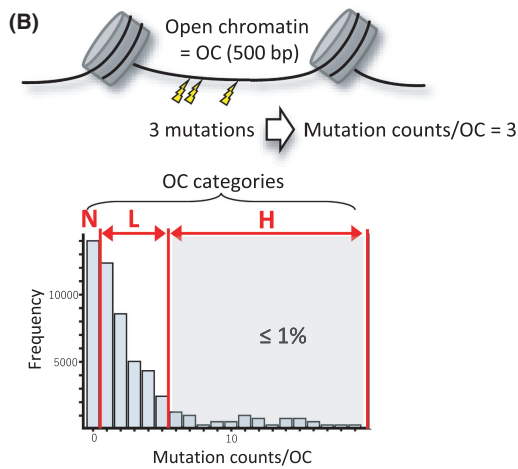 (B)
Open chromatin
= OC (500 bp)
3 mutations
Mutation counts/OC = 3
OC categories
N
L
H
10000
5000
Frequency
≤ 1%
0
10
Mutation counts/OC